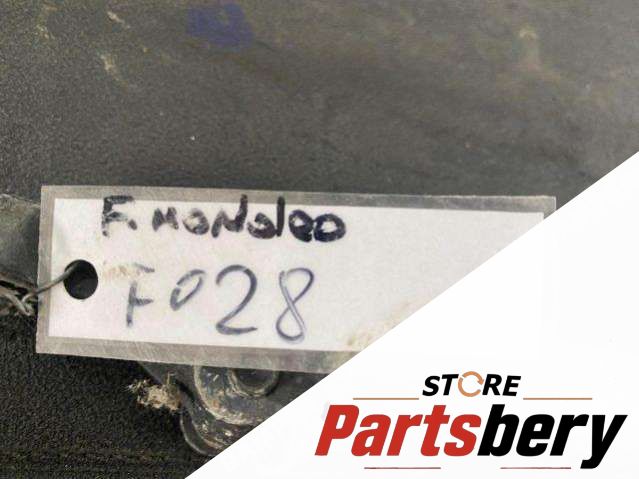 F. MONDEO
F028
STORE
Partsbery